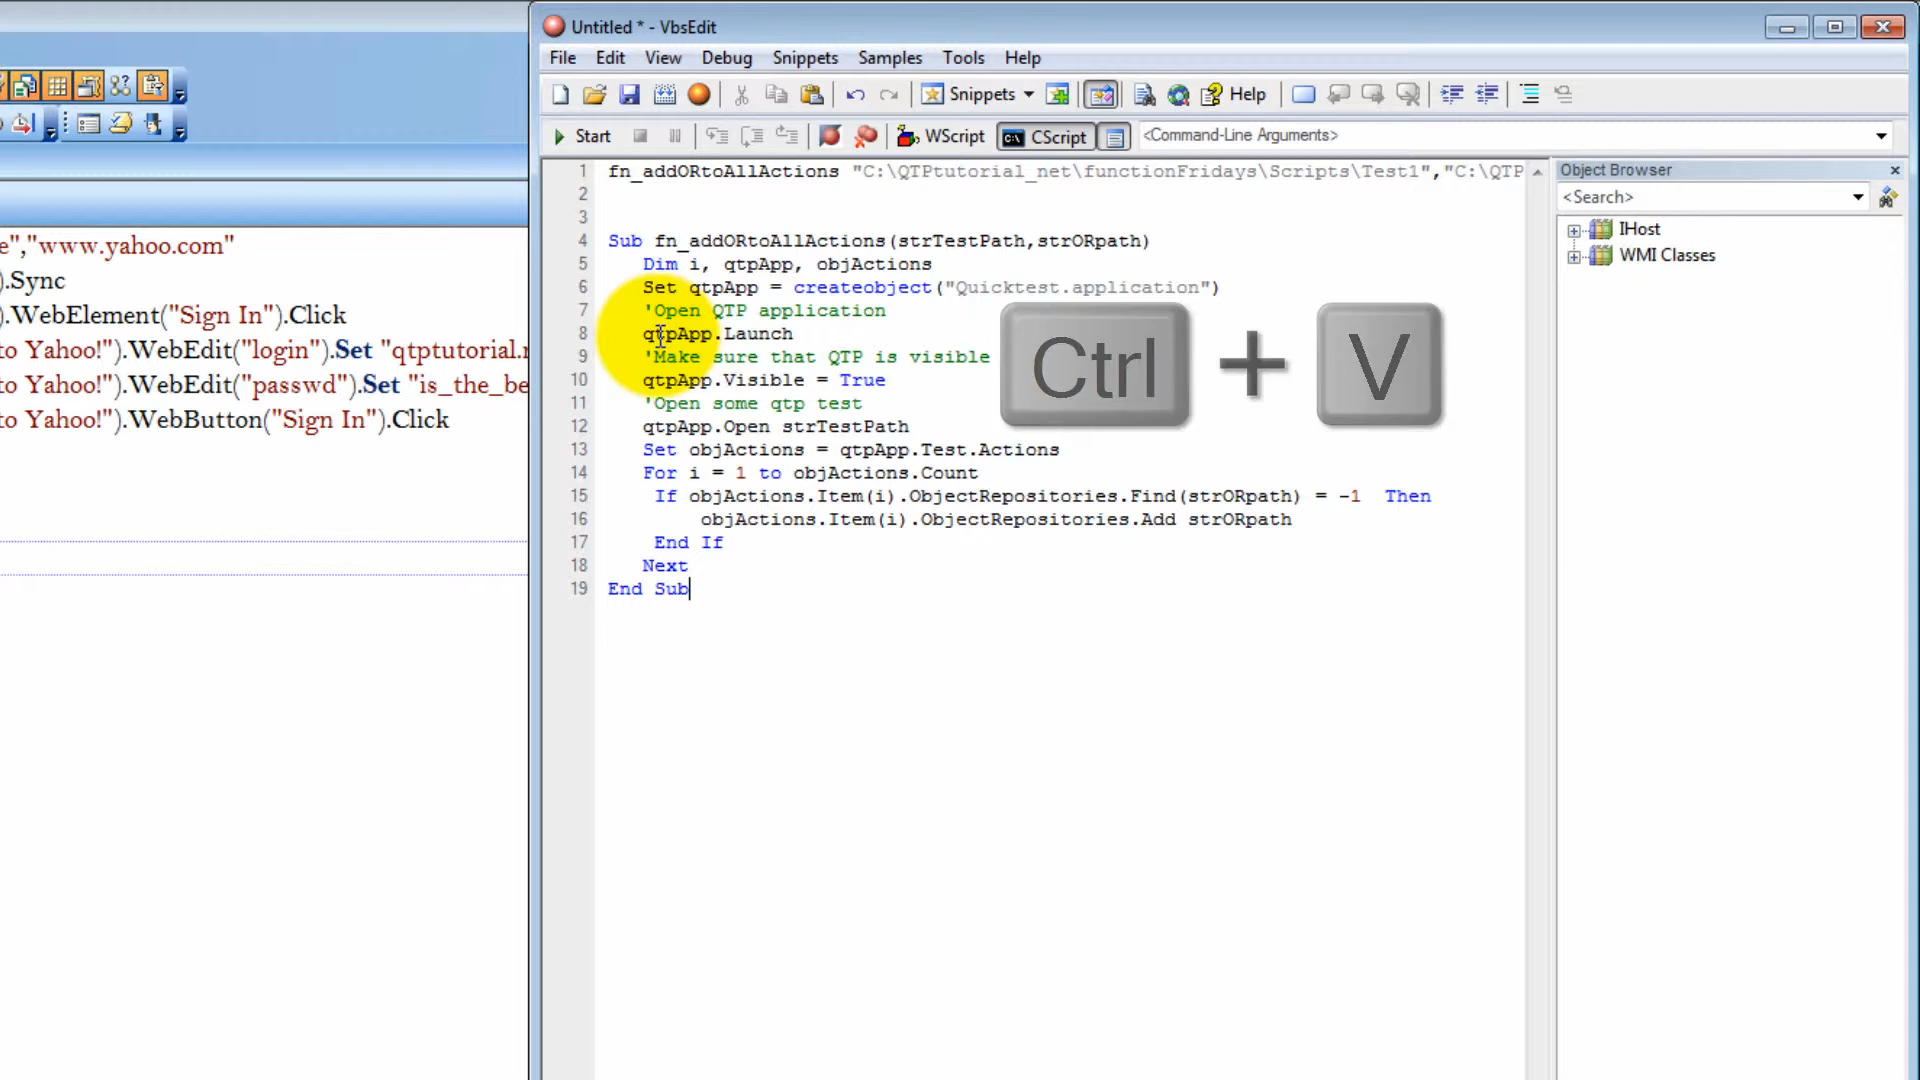 Untitled * - VbsEdit
File Edit View Debug Snippets Samples Tools Help
Snippets Help
Start WScript CScript <Command-Line Arguments>
e","www.yahoo.com"
).Sync
).WebElement("Sign In").Click
to Yahoo!").WebEdit("login").Set "qtptutorial.
to Yahoo!").WebEdit("passwd").Set "is_the_be
to Yahoo!").WebButton("Sign In").Click
1 fn_addORtoAllActions "C:\QTPtutorial_net\functionFridays\Scripts\Test1","C:\QTP
2
3
4 Sub fn_addORtoAllActions(strTestPath,strORpath)
5 Dim i, qtpApp, objActions
6 Set qtpApp = createobject("Quicktest.application")
7 'Open QTP application
8 qtpApp.Launch
9 'Make sure that QTP is visible
10 qtpApp.Visible = True
11 'Open some qtp test
12 qtpApp.Open strTestPath
13 Set objActions = qtpApp.Test.Actions
14 For i = 1 to objActions.Count
15 If objActions.Item(i).ObjectRepositories.Find(strORpath) = -1 Then
16 objActions.Item(i).ObjectRepositories.Add strORpath
17 End If
18 Next
19 End Sub
Ctrl + V
Object Browser
<Search>
IHost
WMI Classes